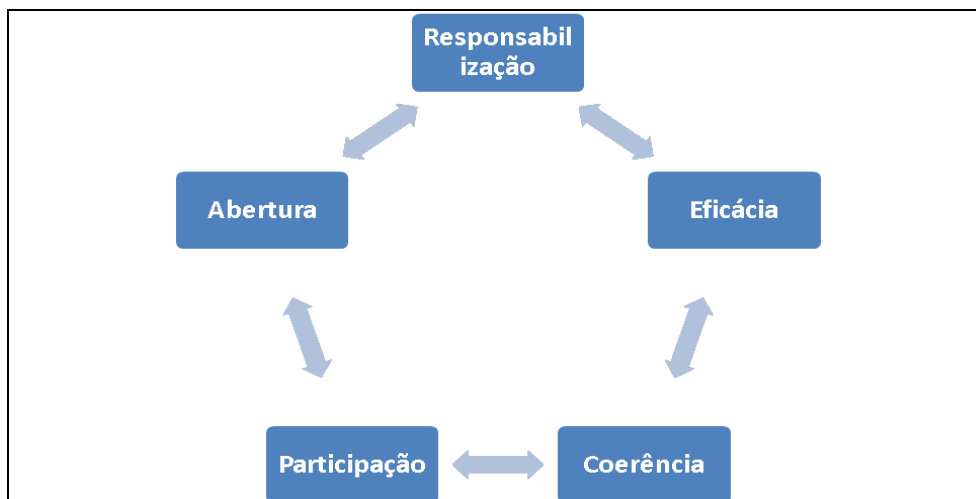 Responsabil
ização
Abertura
Eficácia
Participação
Coerência